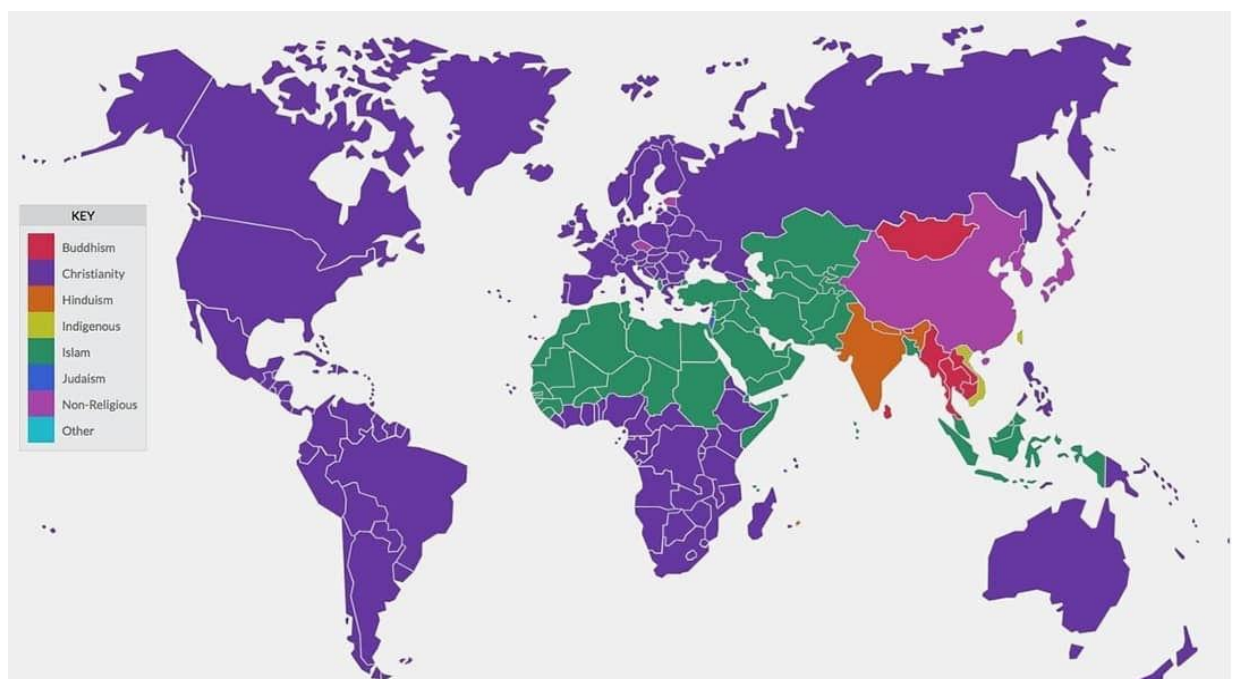 KEY
Buddhism
Christianity
Hinduism
Indigenous
Islam
Judaism
Non-Religious
Other